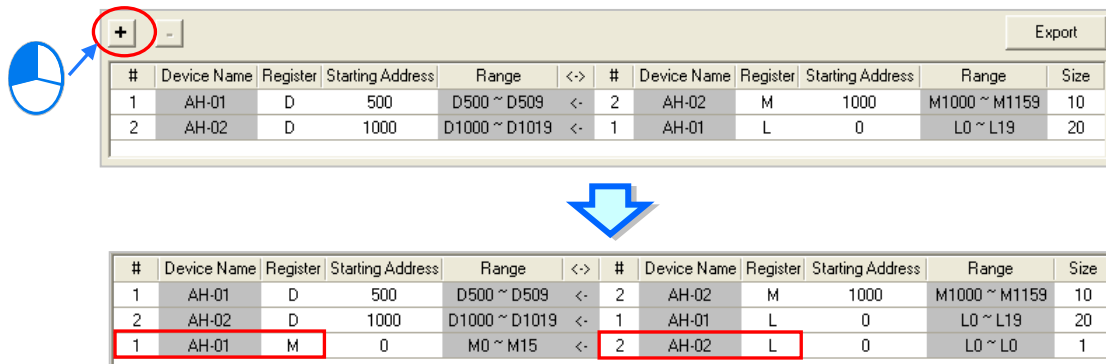 + - Export
# Device Name Register Starting Address Range <-> # Device Name Register Starting Address Range Size
1 AH-01 D 500 D500 ~ D509 <- 2 AH-02 M 1000 M1000 ~ M1159 10
2 AH-02 D 1000 D1000 ~ D1019 <- 1 AH-01 L 0 L0 ~ L19 20
# Device Name Register Starting Address Range <-> # Device Name Register Starting Address Range Size
1 AH-01 D 500 D500 ~ D509 <- 2 AH-02 M 1000 M1000 ~ M1159 10
2 AH-02 D 1000 D1000 ~ D1019 <- 1 AH-01 L 0 L0 ~ L19 20
1 AH-01 M 0 M0 ~ M15 <- 2 AH-02 L 0 L0 ~ L0 1